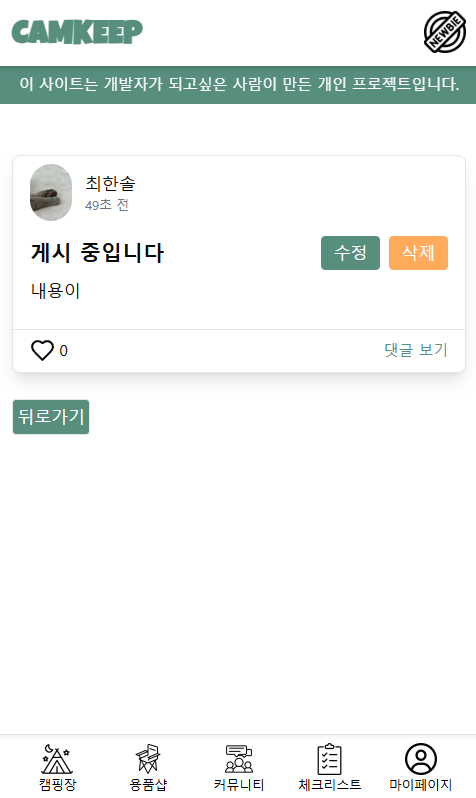 CAMKEEP
NEWBIE
이 사이트는 개발자가 되고싶은 사람이 만든 개인 프로젝트입니다.
최한솔
49초 전
게시 중입니다
수정 삭제
내용이
0
댓글 보기
뒤로가기
캠핑장 용품샵 커뮤니티 체크리스트 마이페이지